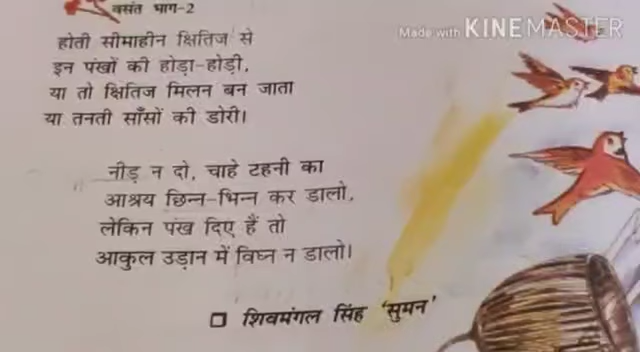 वसंत भाग-2
Made with KINEMASTER
होती सीमाहीन क्षितिज से
इन पंखों की होड़ा-होड़ी,
या तो क्षितिज मिलन बन जाता
या तनती साँसों की डोरी।
नीड़ न दो, चाहे टहनी का
आश्रय छिन्न-भिन्न कर डालो,
लेकिन पंख दिए हैं तो
आकुल उड़ान में विघ्न न डालो।
□ शिवमंगल सिंह 'सुमन'